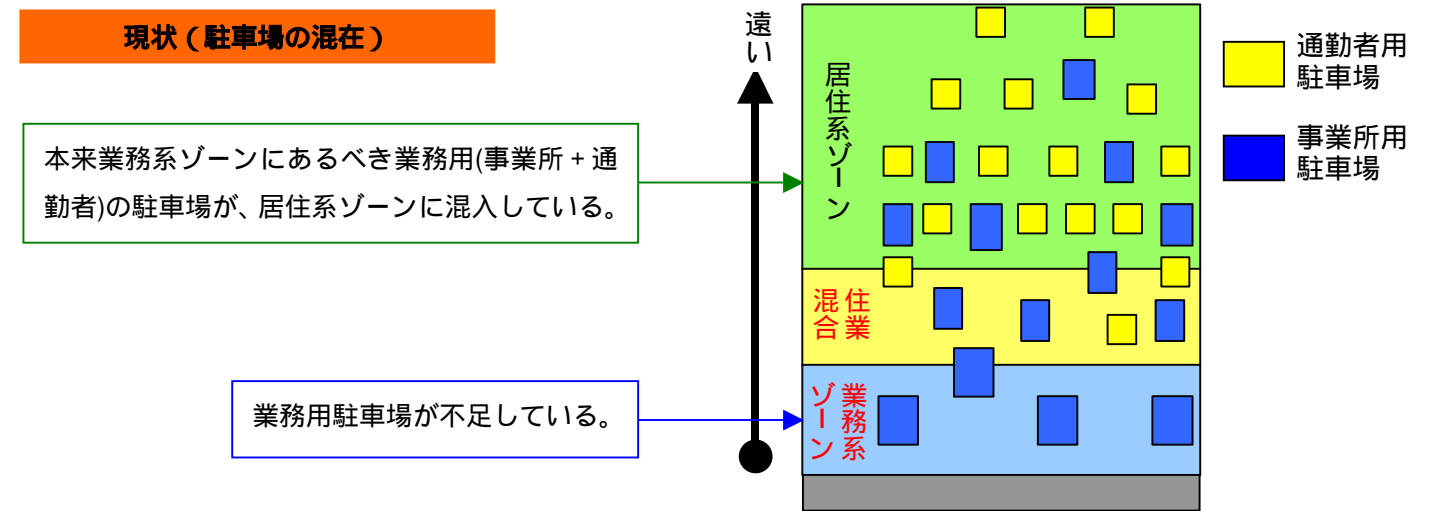 現状（駐車場の混在）
本来業務系ゾーンにあるべき業務用(事業所＋通
勤者)の駐車場が、居住系ゾーンに混入している。
業務用駐車場が不足している。
遠い
居住系ゾーン
住業
混合
業務系
ゾーン
通勤者用
駐車場
事業所用
駐車場